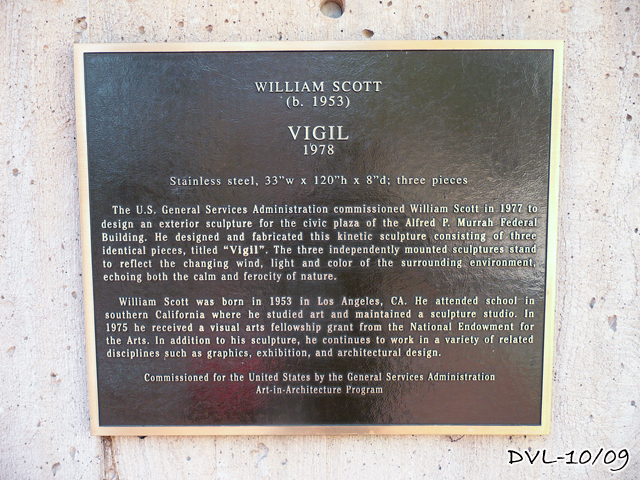 WILLIAM SCOTT
(b. 1953)
VIGIL
1978
Stainless steel, 33"w x 120"h x 8"d; three pieces
The U.S. General Services Administration commissioned William Scott in 1977 to
design an exterior sculpture for the civic plaza of the Alfred P. Murrah Federal
Building. He designed and fabricated this kinetic sculpture consisting of three
identical pieces, titled "Vigil". The three independently mounted sculptures stand
to reflect the changing wind, light and color of the surrounding environment,
echoing both the calm and ferocity of nature.
William Scott was born in 1953 in Los Angeles, CA. He attended school in
southern California where he studied art and maintained a sculpture studio. In
1975 he received a visual arts fellowship grant from the National Endowment for
the Arts. In addition to his sculpture, he continues to work in a variety of related
disciplines such as graphics, exhibition, and architectural design.
Commissioned for the United States by the General Services Administration
Art-in-Architecture Program
DVL-10/09